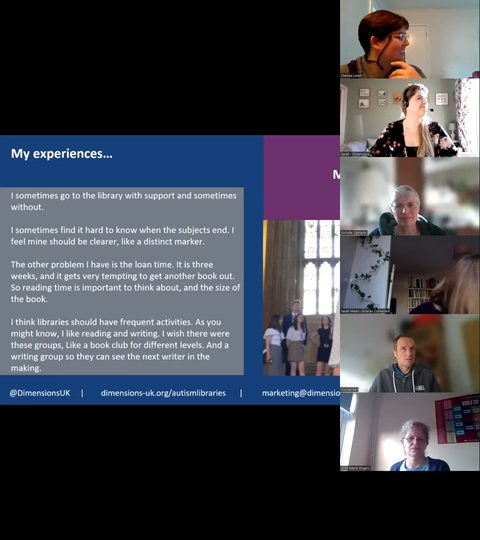 My experiences...
I sometimes go to the library with support and sometimes
without.
I sometimes find it hard to know when the subjects end. I
feel mine should be clearer, like a distinct marker.
The other problem I have is the loan time. It is three
weeks, and it gets very tempting to get another book out.
So reading time is important to think about, and the size of
the book.
I think libraries should have frequent activities. As you
might know, I like reading and writing. I wish there were
these groups, Like a book club for different levels. And a
writing group so they can see the next writer in the
making.
M
@DimensionsUK | dimensions-uk.org/autismlibraries | marketing@dimensio